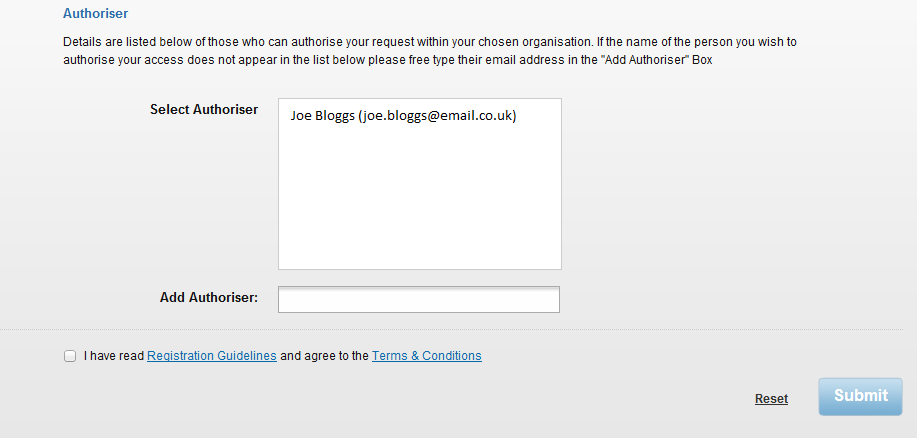 Authoriser
Details are listed below of those who can authorise your request within your chosen organisation. If the name of the person you wish to
authorise your access does not appear in the list below please free type their email address in the "Add Authoriser" Box
Select Authoriser
Joe Bloggs (joe.bloggs@email.co.uk)
Add Authoriser:
I have read Registration Guidelines and agree to the Terms & Conditions
Reset
Submit